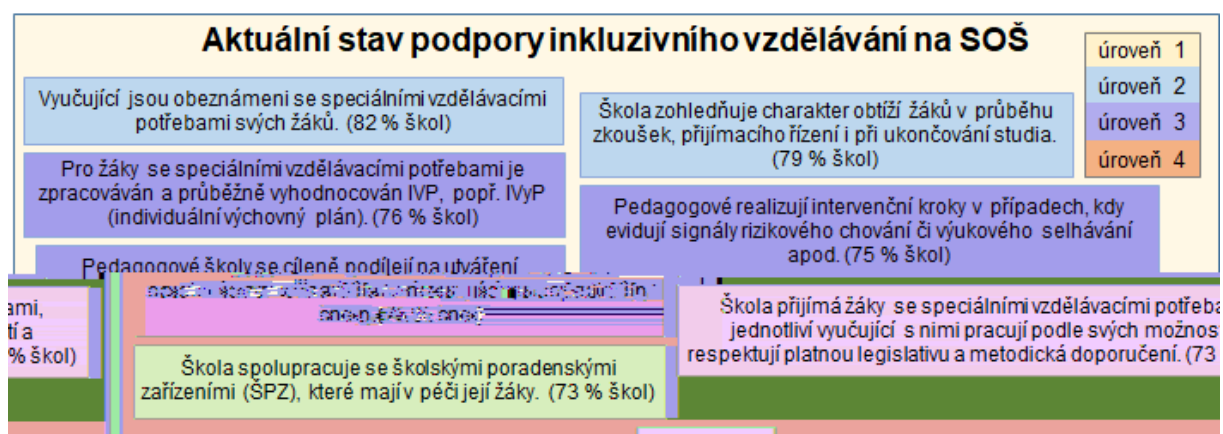 Aktuální stav podpory inkluzivního vzdělávání na SOŠ
úroveň 1
úroveň 2
úroveň 3
úroveň 4
Vyučující jsou obeznámeni se speciálními vzdělávacími
potřebami svých žáků. (82 % škol)
Škola zohledňuje charakter obtíží žáků v průběhu
zkoušek, přijímacího řízení i při ukončování studia.
(79 % škol)
Pro žáky se speciálními vzdělávacími potřebami je
zpracováván a průběžně vyhodnocován IVP, popř. IVyP
(individuální výchovný plán). (76 % škol)
Pedagogové realizují intervenční kroky v případech, kdy
evidují signály rizikového chování či výukového selhávání
apod. (75 % škol)
Pedagogové školy se cíleně podílejí na utváření
ami,
tí a
% škol)
Škola přijímá žáky se speciálními vzdělávacími potřeba
jednotliví vyučující s nimi pracují podle svých možnos
respektují platnou legislativu a metodická doporučení. (73
Škola spolupracuje se školskými poradenskými
zařízeními (ŠPZ), které mají v péči její žáky. (73 % škol)